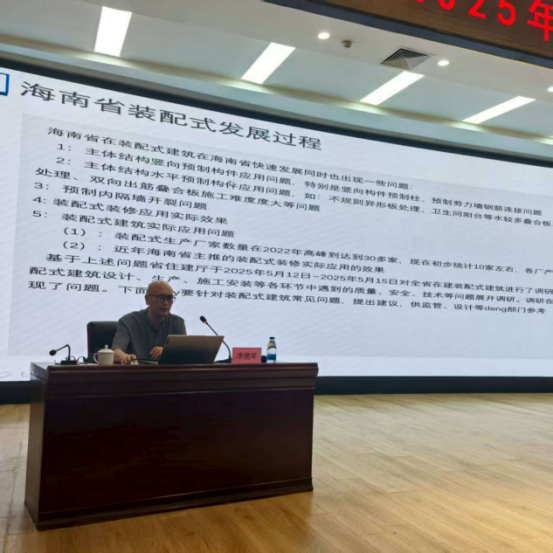 2025年
海南省装配式发展过程
海南省在装配式建筑在海南省快速发展同时也出现一些问题:
1：主体结构竖向预制构件应用问题，特别是竖向构件预制柱、预制剪力墙钢筋连接问题
2：主体结构水平预制构件应用问题，如：不规则异形板处理、卫生间阳台等水较多叠合板
处理、双向出筋叠合板施工难度度大等问题
3：预制内隔墙开裂问题
4：装配式装修应用实际效果
5：装配式建筑实际应用问题
（1）：装配式生产厂家数量在2022年高峰到达到30多家，现在初步统计10家左右，各厂产
（2）：近年海南省主推的装配式装修实际应用的效果
基于上述问题省住建厅于2025年5月12日~2025年5月15日对全省在建装配式建筑进行了调研
配式建筑设计、生产、施工安装等各环节中遇到的质量、安全、技术等问题展开调研。调研在
现了问题。下面 要针对装配式建筑常见问题，提出建议，供监管、设计等deng部门参考